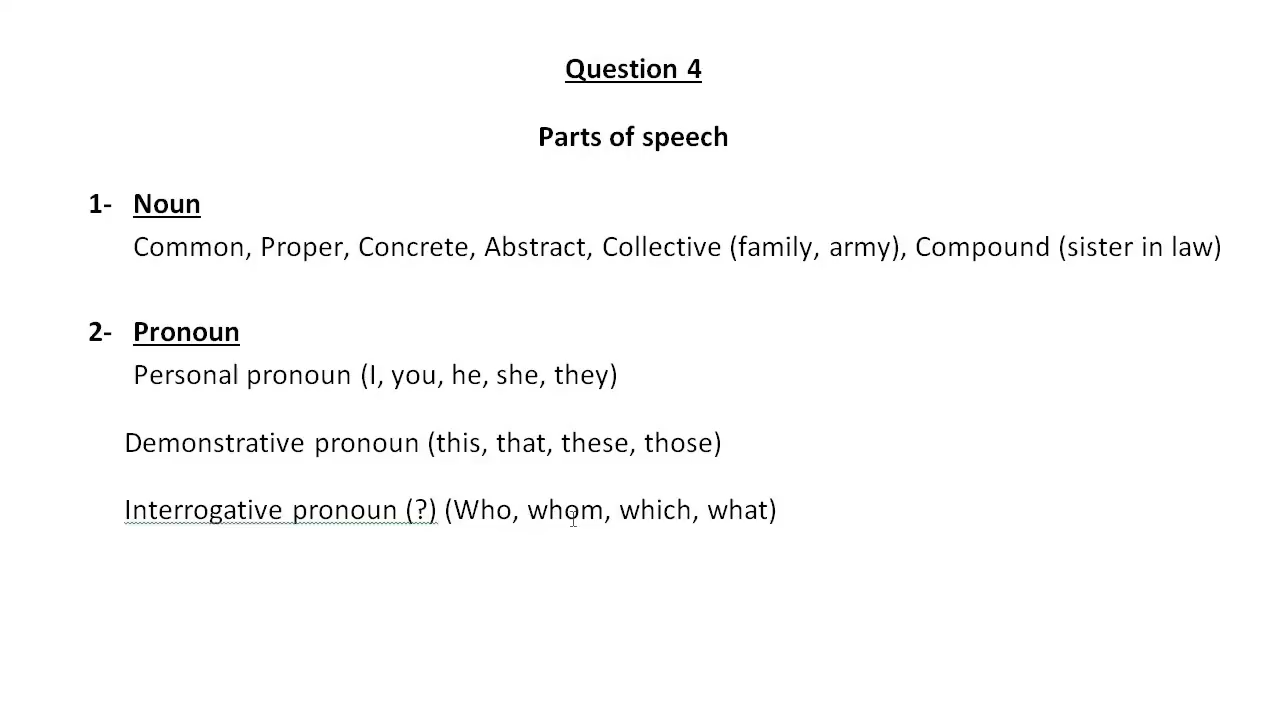 Question 4
Parts of speech
1- Noun
Common, Proper, Concrete, Abstract, Collective (family, army), Compound (sister in law)
2- Pronoun
Personal pronoun (I, you, he, she, they)
Demonstrative pronoun (this, that, these, those)
Interrogative pronoun (?) (Who, whom, which, what)